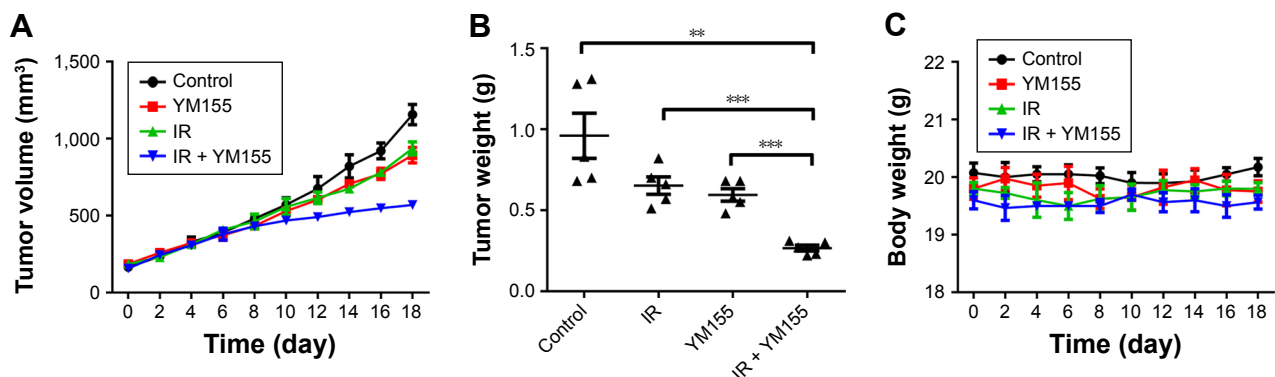 A
Tumor volume (mm³)
1,500
1,000
500
0
Control
YM155
IR
IR + YM155
0 2 4 6 8 10 12 14 16 18
Time (day)
B
Tumor weight (g)
1.5
1.0
0.5
0.0
**
***
***
Control
IR
YM155
IR + YM155
C
Body weight (g)
22
21
20
19
18
Control
YM155
IR
IR + YM155
0 2 4 6 8 10 12 14 16 18
Time (day)